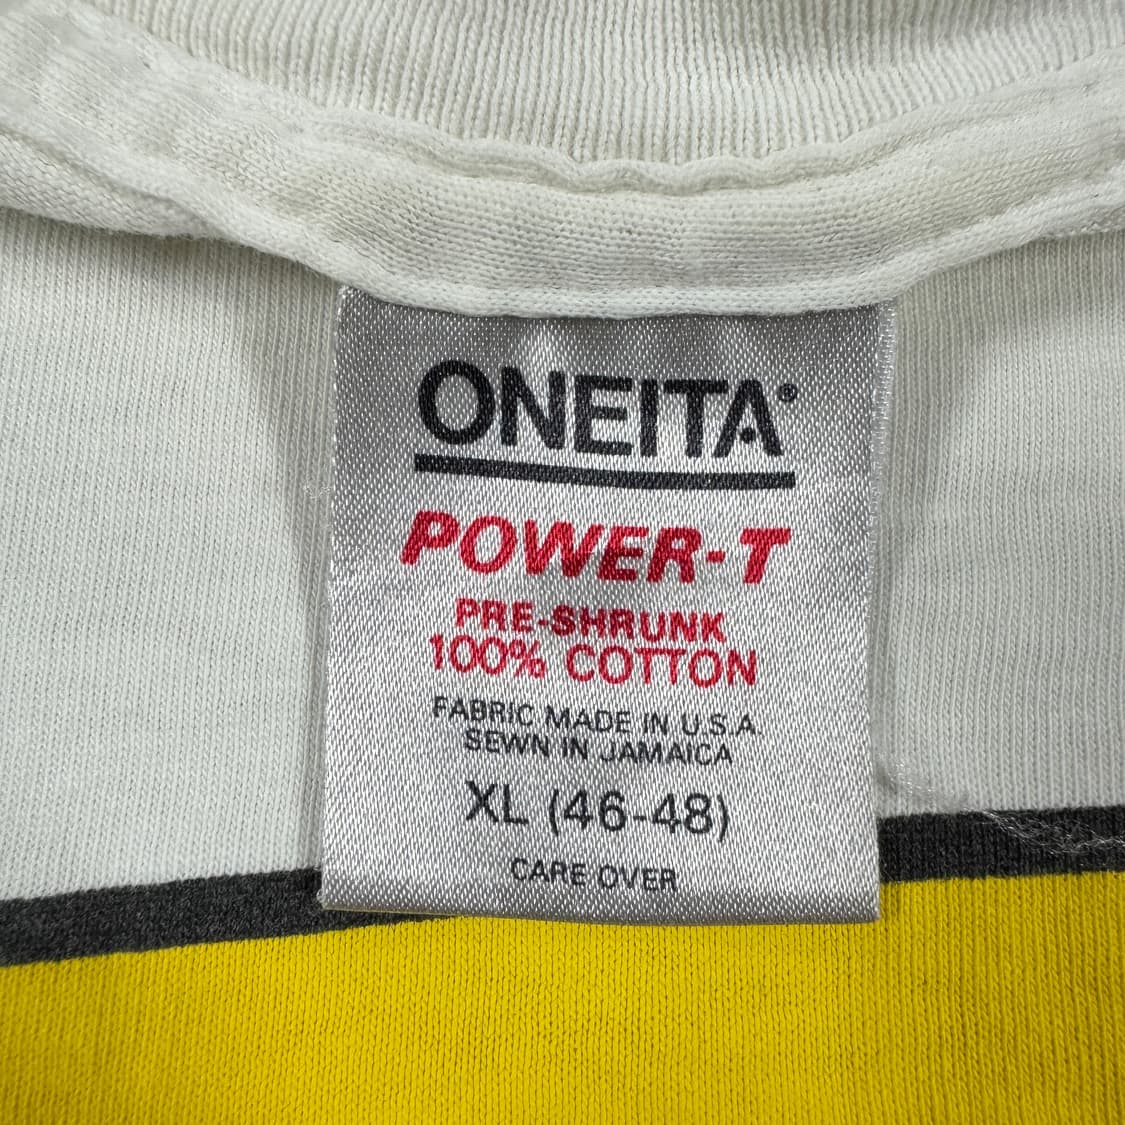 ONEITA®
POWER-T
PRE-SHRUNK
100% COTTON
FABRIC MADE IN U.S.A
SEWN IN JAMAICA
XL (46-48)
CARE OVER